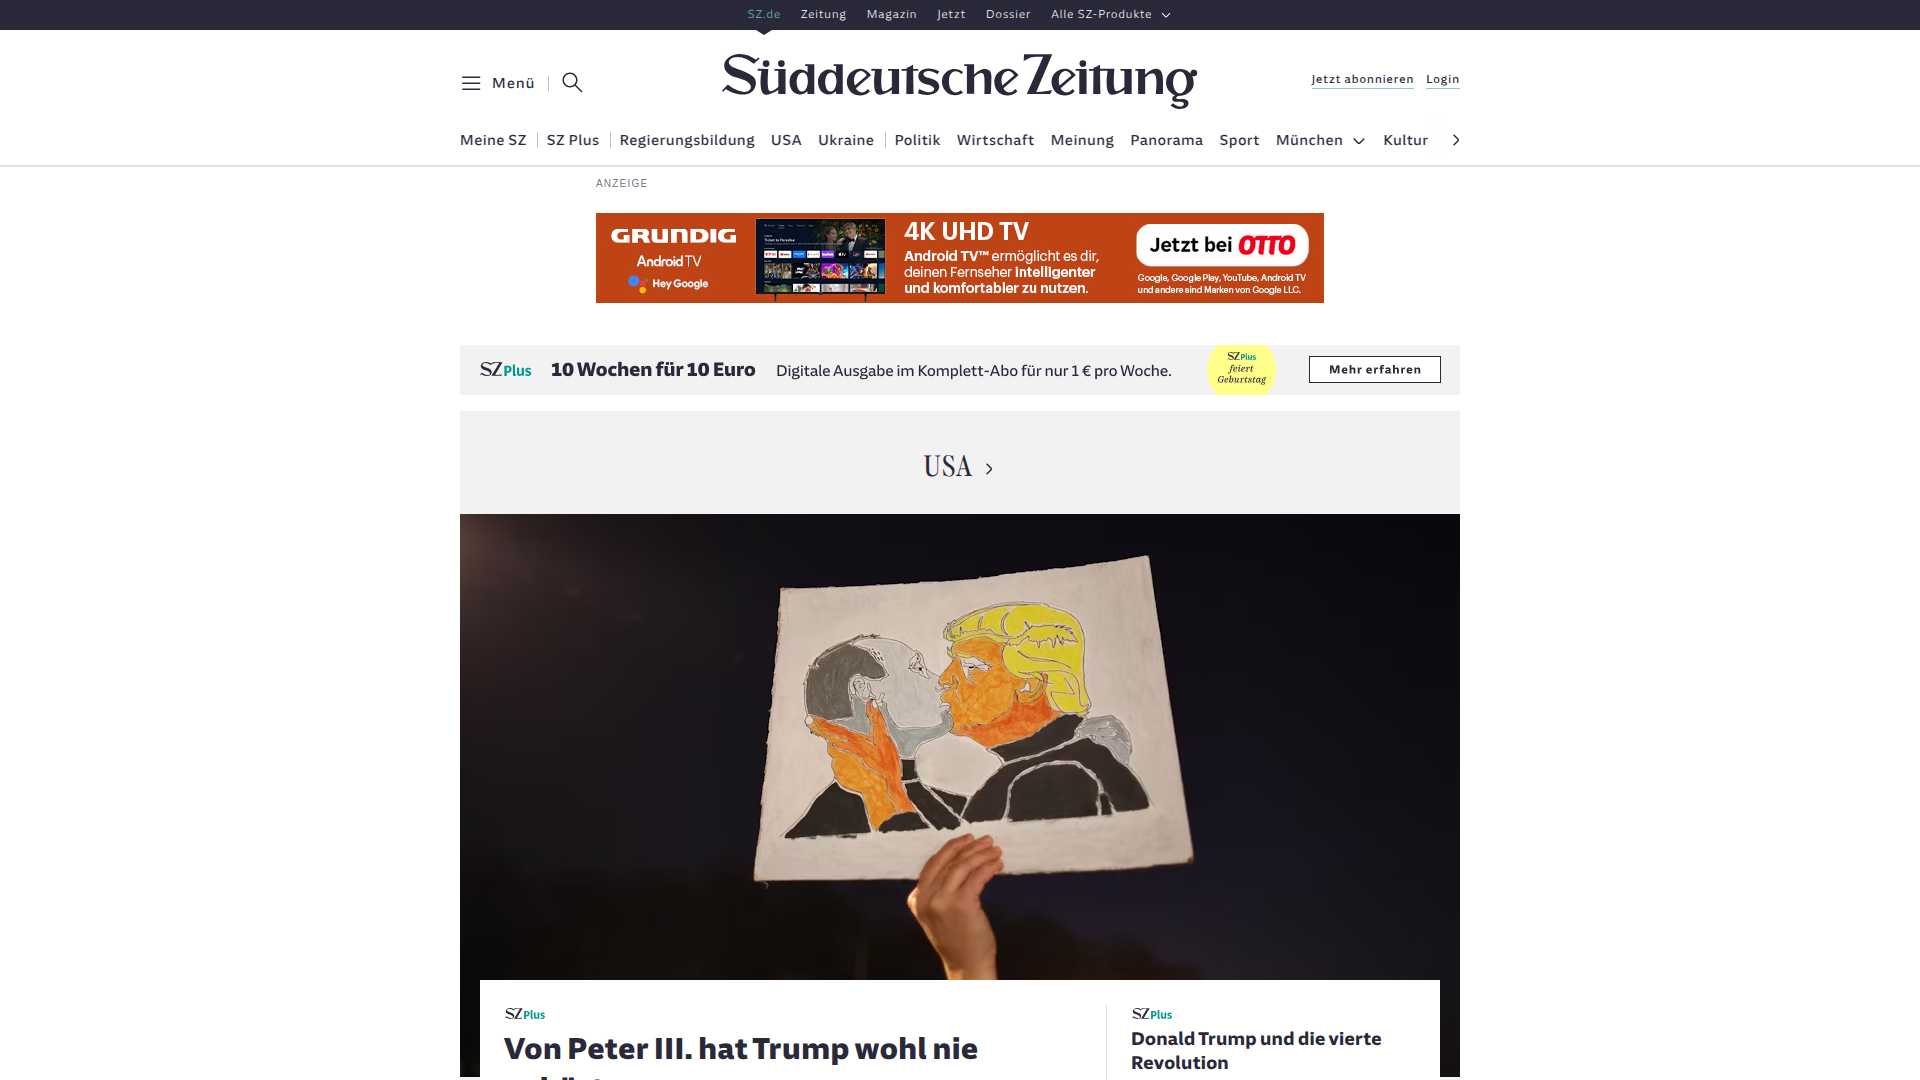 SZ.de Zeitung Magazin Jetzt Dossier Alle SZ-Produkte
Menü
Süddeutsche Zeitung
Jetzt abonnieren Login
Meine SZ SZ Plus Regierungsbildung USA Ukraine Politik Wirtschaft Meinung Panorama Sport München Kultur
ANZEIGE
GRUNDIG
Android TV
Hey Google
4K UHD TV
Android TV™ ermöglicht es dir,
deinen Fernseher intelligenter
und komfortabler zu nutzen.
Jetzt bei OTTO
Google, Google Play, YouTube, Android TV
und andere sind Marken von Google LLC.
SZ Plus 10 Wochen für 10 Euro Digitale Ausgabe im Komplett-Abo für nur 1 € pro Woche.
SZ Plus
feiert
Geburtstag
Mehr erfahren
USA
SZ Plus
Von Peter III. hat Trump wohl nie
SZ Plus
Donald Trump und die vierte
Revolution